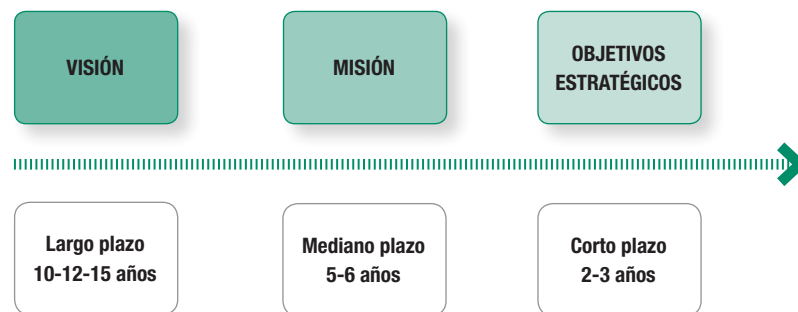 VISIÓN
MISIÓN
OBJETIVOS
ESTRATÉGICOS
Largo plazo
10-12-15 años
Mediano plazo
5-6 años
Corto plazo
2-3 años